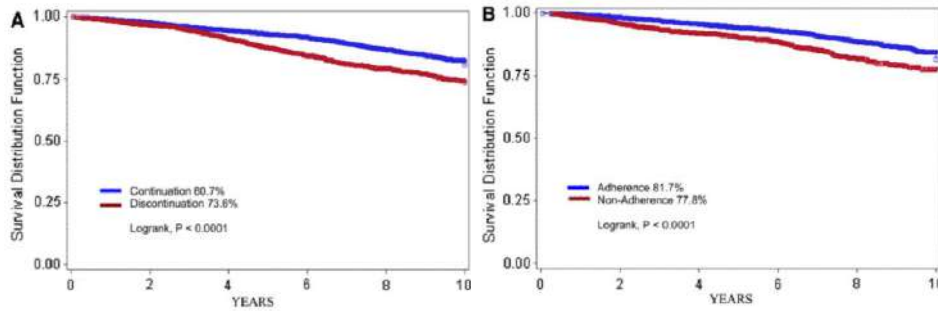 A
Survival Distribution Function
1.00
0.75
0.50
0.25
0.00
Continuation 80.7%
Discontinuation 73.6%
Logrank, P < 0.0001
0 2 4 6 8 10
YEARS
B
Survival Distribution Function
1.00
0.75
0.50
0.25
0.00
Adherence 81.7%
Non-Adherence 77.8%
Logrank, P < 0.0001
0 2 4 6 8 10
YEARS